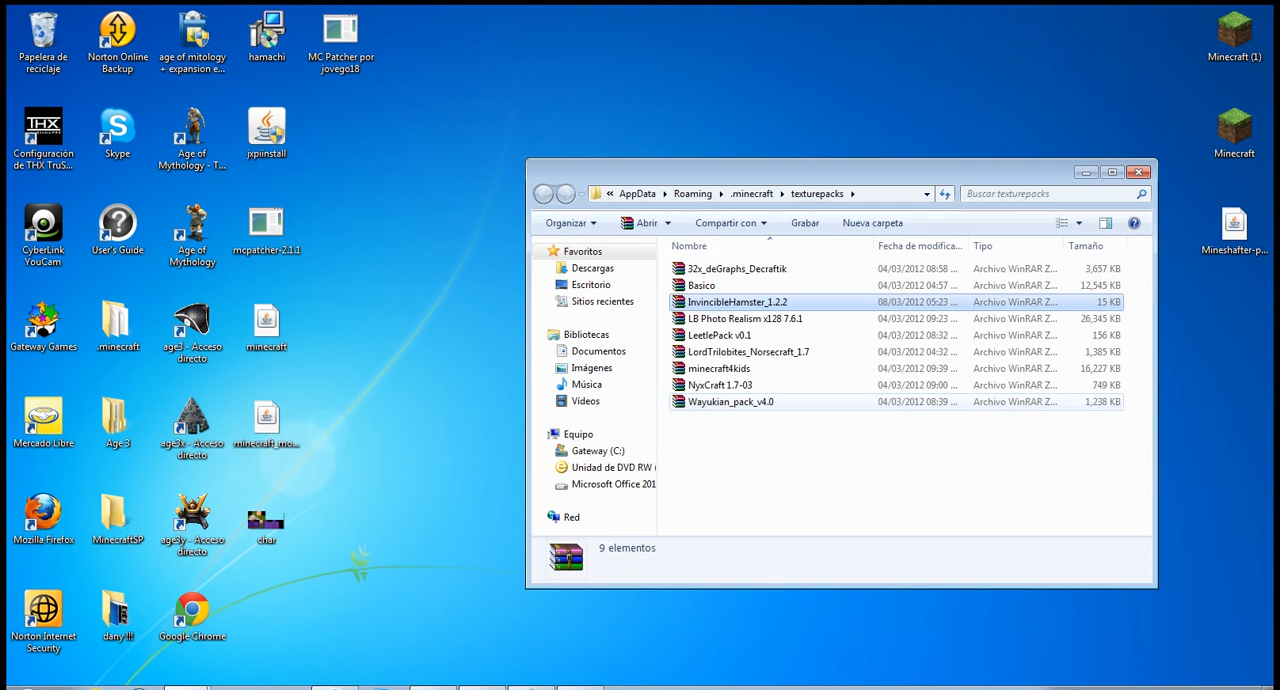 Papelera de
reciclaje
Norton Online
Backup
age of mitology
+ expansion e...
hamachi
MC Patcher por
jovego18
Configuración
de THX TruS...
Skype
Age of
Mythology - T...
jxpiinstall
CyberLink
YouCam
User's Guide
Age of
Mythology
mcpatcher-2.1.1
Gateway Games
.minecraft
age3 - Acceso
directo
minecraft
Mercado Libre
Age 3
age3x - Acceso
directo
minecraft_mo...
Mozilla Firefox
MinecraftSP
age3y - Acceso
directo
char
Norton Internet
Security
dany !!!
Google Chrome
Minecraft (1)
Minecraft
Mineshafter-p...
« AppData Roaming .minecraft texturepacks
Buscar texturepacks
Organizar Abrir Compartir con Grabar Nueva carpeta
Nombre Fecha de modifica... Tipo Tamaño
Favoritos
Descargas
Escritorio
Sitios recientes
Bibliotecas
Documentos
Imágenes
Música
Vídeos
Equipo
Gateway (C:)
Unidad de DVD RW (
Microsoft Office 201
Red
32x_deGraphs_Decraftik 04/03/2012 08:58 ... Archivo WinRAR Z... 3,657 KB
Basico 04/03/2012 04:57 ... Archivo WinRAR Z... 12,545 KB
InvincibleHamster_1.2.2 08/03/2012 05:23 ... Archivo WinRAR Z... 15 KB
LB Photo Realism x128 7.6.1 04/03/2012 09:23 ... Archivo WinRAR Z... 26,345 KB
LeetlePack v0.1 04/03/2012 08:32 ... Archivo WinRAR Z... 156 KB
LordTrilobites_Norsecraft_1.7 04/03/2012 04:32 ... Archivo WinRAR Z... 1,385 KB
minecraft4kids 04/03/2012 09:39 ... Archivo WinRAR Z... 16,227 KB
NyxCraft 1.7-03 04/03/2012 09:00 ... Archivo WinRAR Z... 749 KB
Wayukian_pack_v4.0 04/03/2012 08:39 ... Archivo WinRAR Z... 1,238 KB
9 elementos